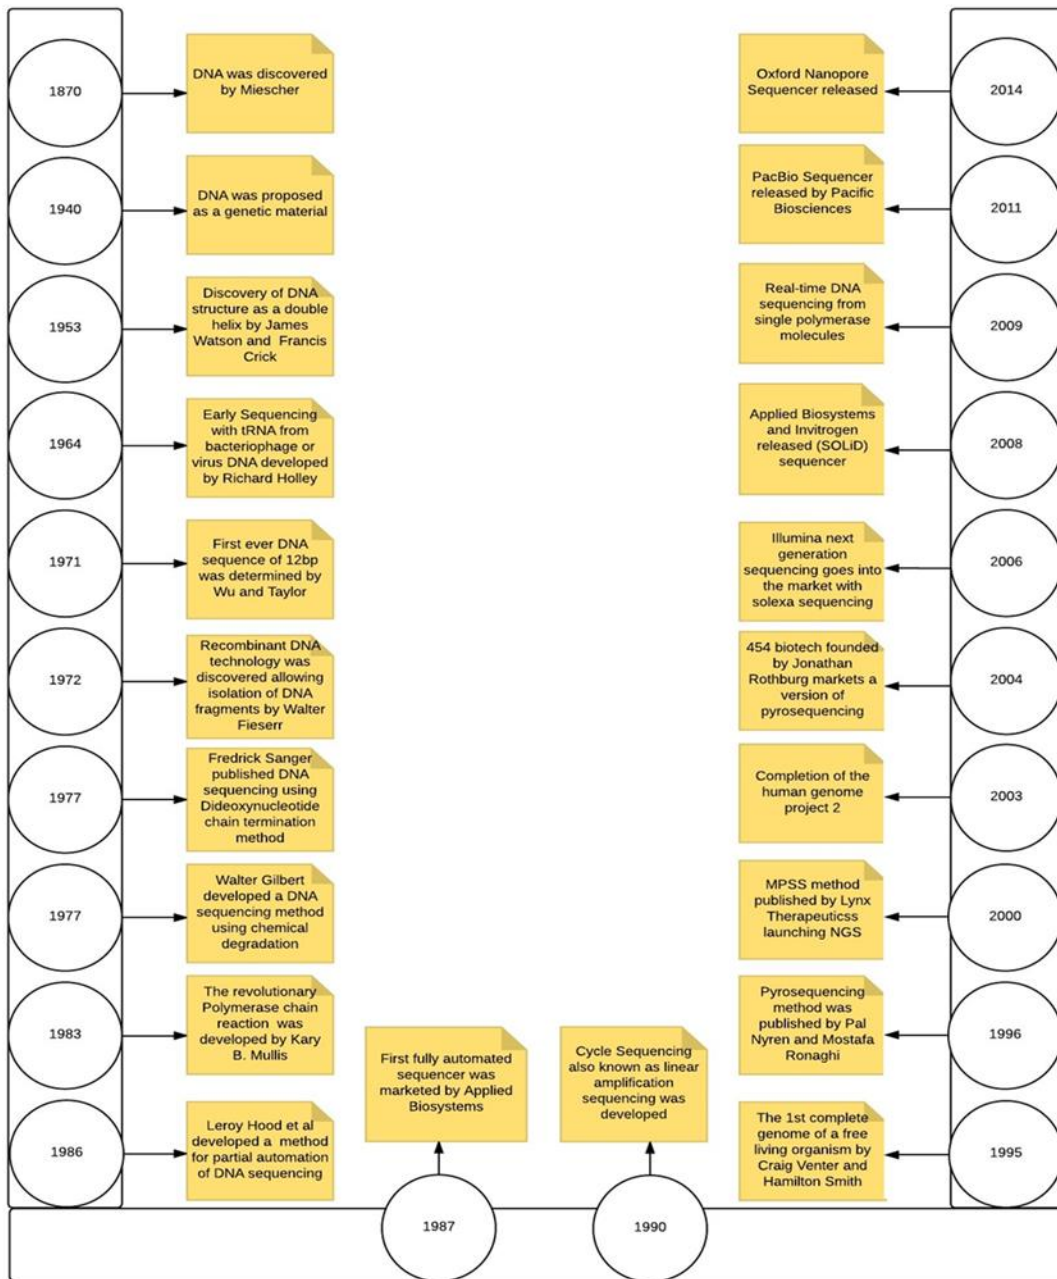 1870
DNA was discovered
by Miescher
1940
DNA was proposed
as a genetic material
1953
Discovery of DNA
structure as a double
helix by James
Watson and Francis
Crick
1964
Early Sequencing
with tRNA from
bacteriophage or
virus DNA developed
by Richard Holley
1971
First ever DNA
sequence of 12bp
was determined by
Wu and Taylor
1972
Recombinant DNA
technology was
discovered allowing
isolation of DNA
fragments by Walter
Fieserr
1977
Fredrick Sanger
published DNA
sequencing using
Dideoxynucleotide
chain termination
method
1977
Walter Gilbert
developed a DNA
sequencing method
using chemical
degradation
1983
The revolutionary
Polymerase chain
reaction was
developed by Kary
B. Mullis
1986
Leroy Hood et al
developed a method
for partial automation
of DNA sequencing
1987
First fully automated
sequencer was
marketed by Applied
Biosystems
1990
Cycle Sequencing
also known as linear
amplification
sequencing was
developed
1995
The 1st complete
genome of a free
living organism by
Craig Venter and
Hamilton Smith
1996
Pyrosequencing
method was
published by Pal
Nyren and Mostafa
Ronaghi
2000
MPSS method
published by Lynx
Therapeuticss
launching NGS
2003
Completion of the
human genome
project 2
2004
454 biotech founded
by Jonathan
Rothburg markets a
version of
pyrosequencing
2006
Illumina next
generation
sequencing goes into
the market with
solexa sequencing
2008
Applied Biosystems
and Invitrogen
released (SOLiD)
sequencer
2009
Real-time DNA
sequencing from
single polymerase
molecules
2011
PacBio Sequencer
released by Pacific
Biosciences
2014
Oxford Nanopore
Sequencer released